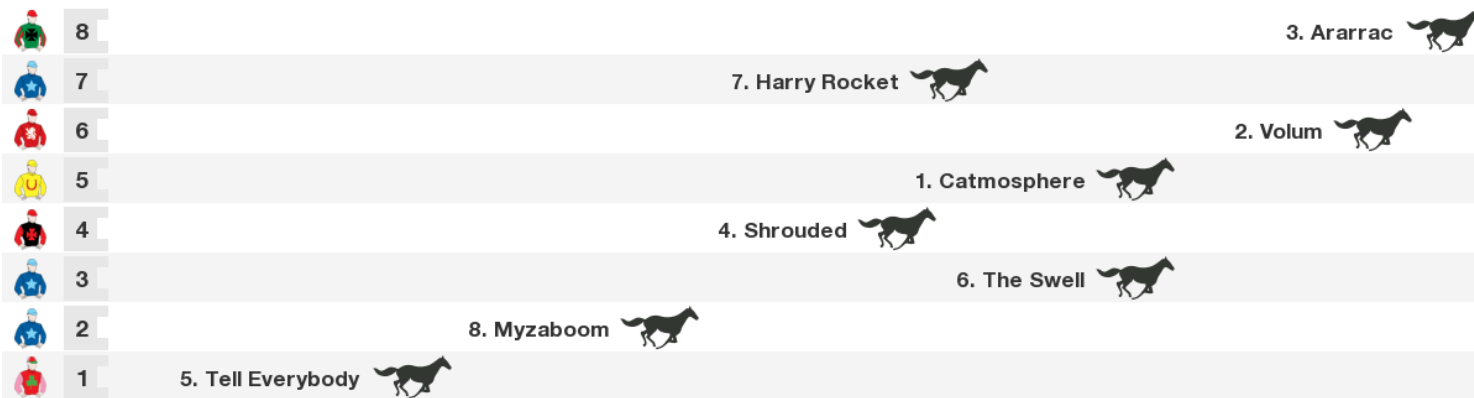 8 3. Ararrac
7 7. Harry Rocket
6 2. Volum
5 1. Catmosphere
4 4. Shrouded
3 6. The Swell
2 8. Myzaboom
1 5. Tell Everybody